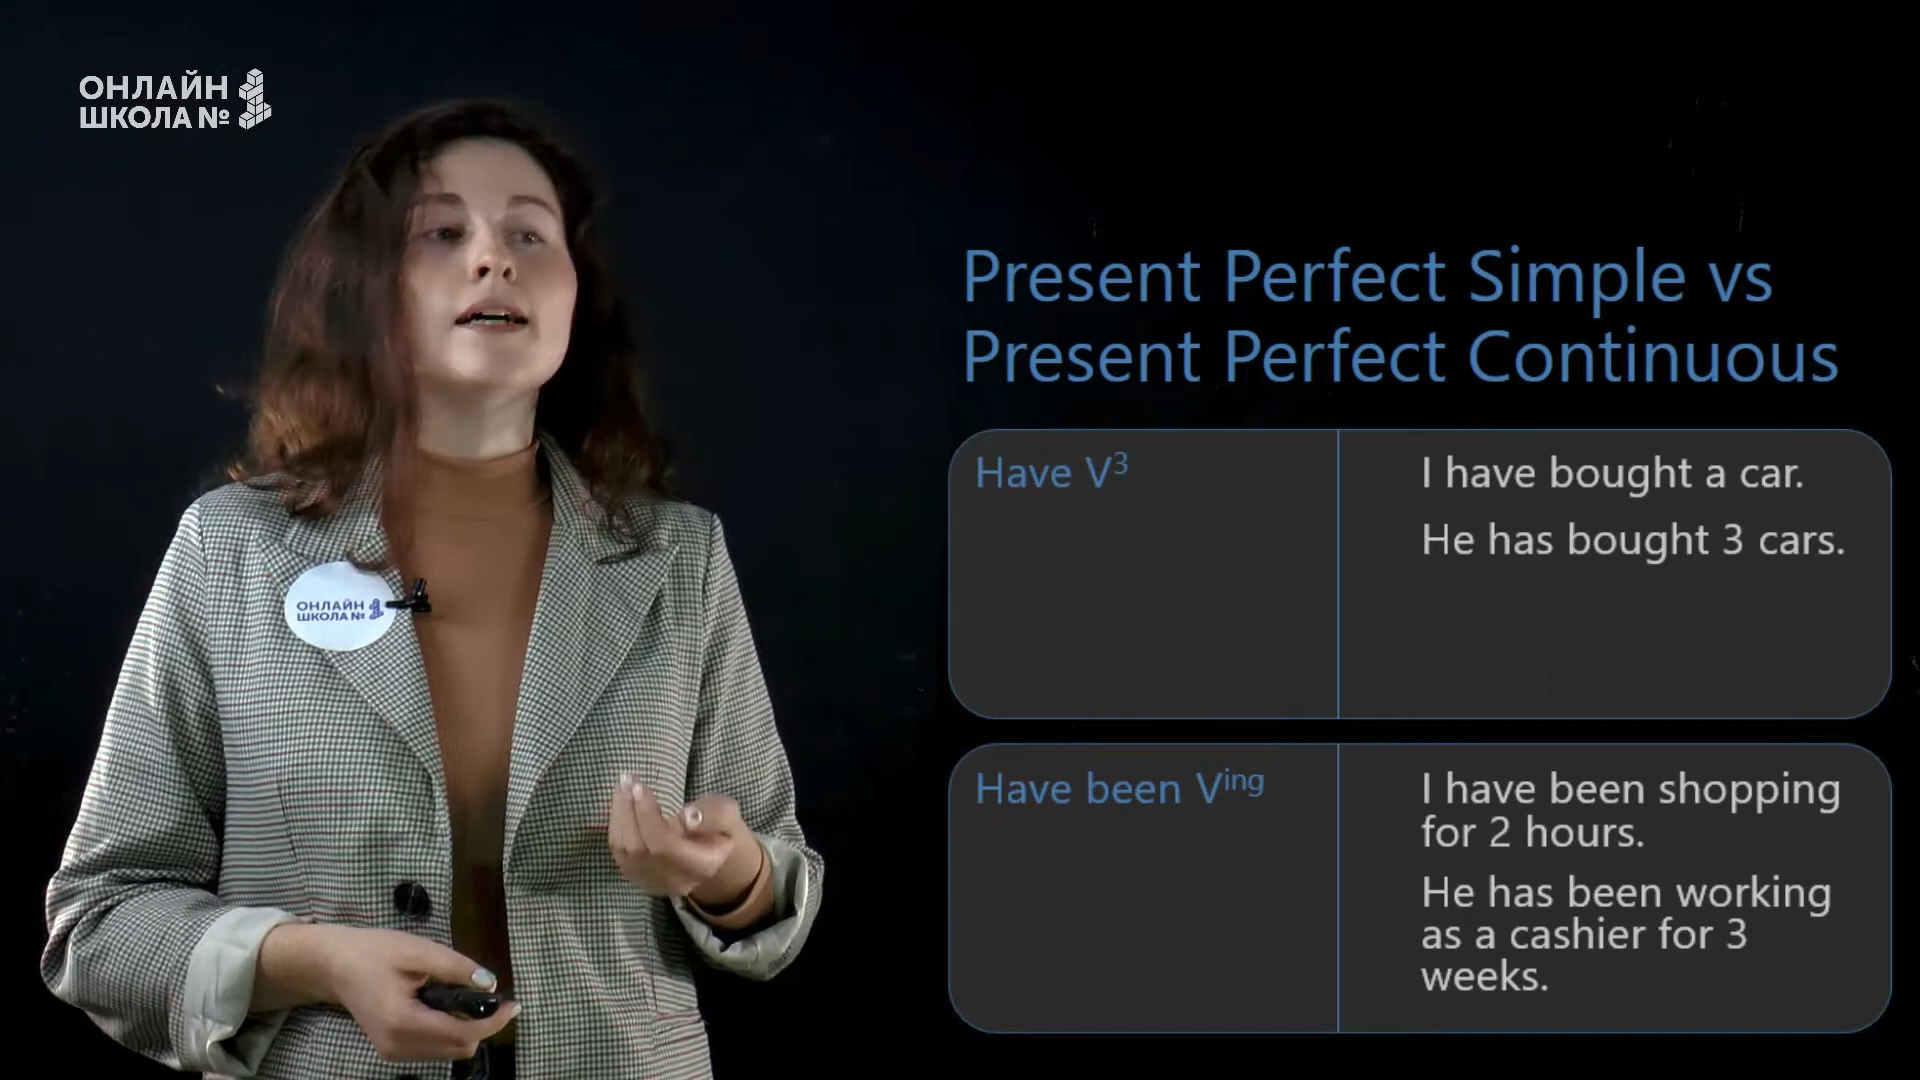 ОНЛАЙН
ШКОЛА №
Present Perfect Simple vs
Present Perfect Continuous
Have V³
I have bought a car.
He has bought 3 cars.
Have been Vⁱⁿᵍ
I have been shopping
for 2 hours.
He has been working
as a cashier for 3
weeks.
ОНЛАЙН
ШКОЛА №